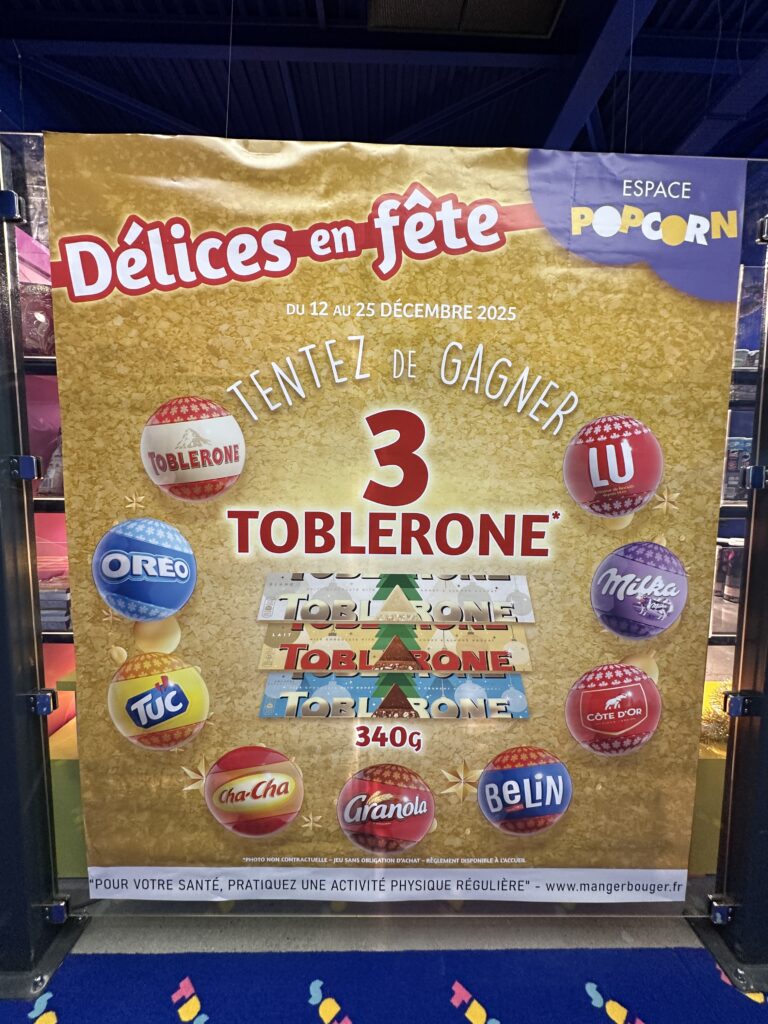 ESPACE
POPCORN
Délices en fête
DU 12 AU 25 DÉCEMBRE 2025
TENTEZ DE GAGNER
3
TOBLERONE*
TOBLERONE
LU
OREO
Milka
TUC
CÔTE D'OR
Cha-Cha
Granola
BELIN
BLANC
TOBLERONE
LAIT
TOBLERONE
TOBLERONE
340G
*PHOTO NON CONTRACTUELLE – JEU SANS OBLIGATION D'ACHAT – RÈGLEMENT DISPONIBLE À L'ACCUEIL
"POUR VOTRE SANTÉ, PRATIQUEZ UNE ACTIVITÉ PHYSIQUE RÉGULIÈRE" - www.mangerbouger.fr